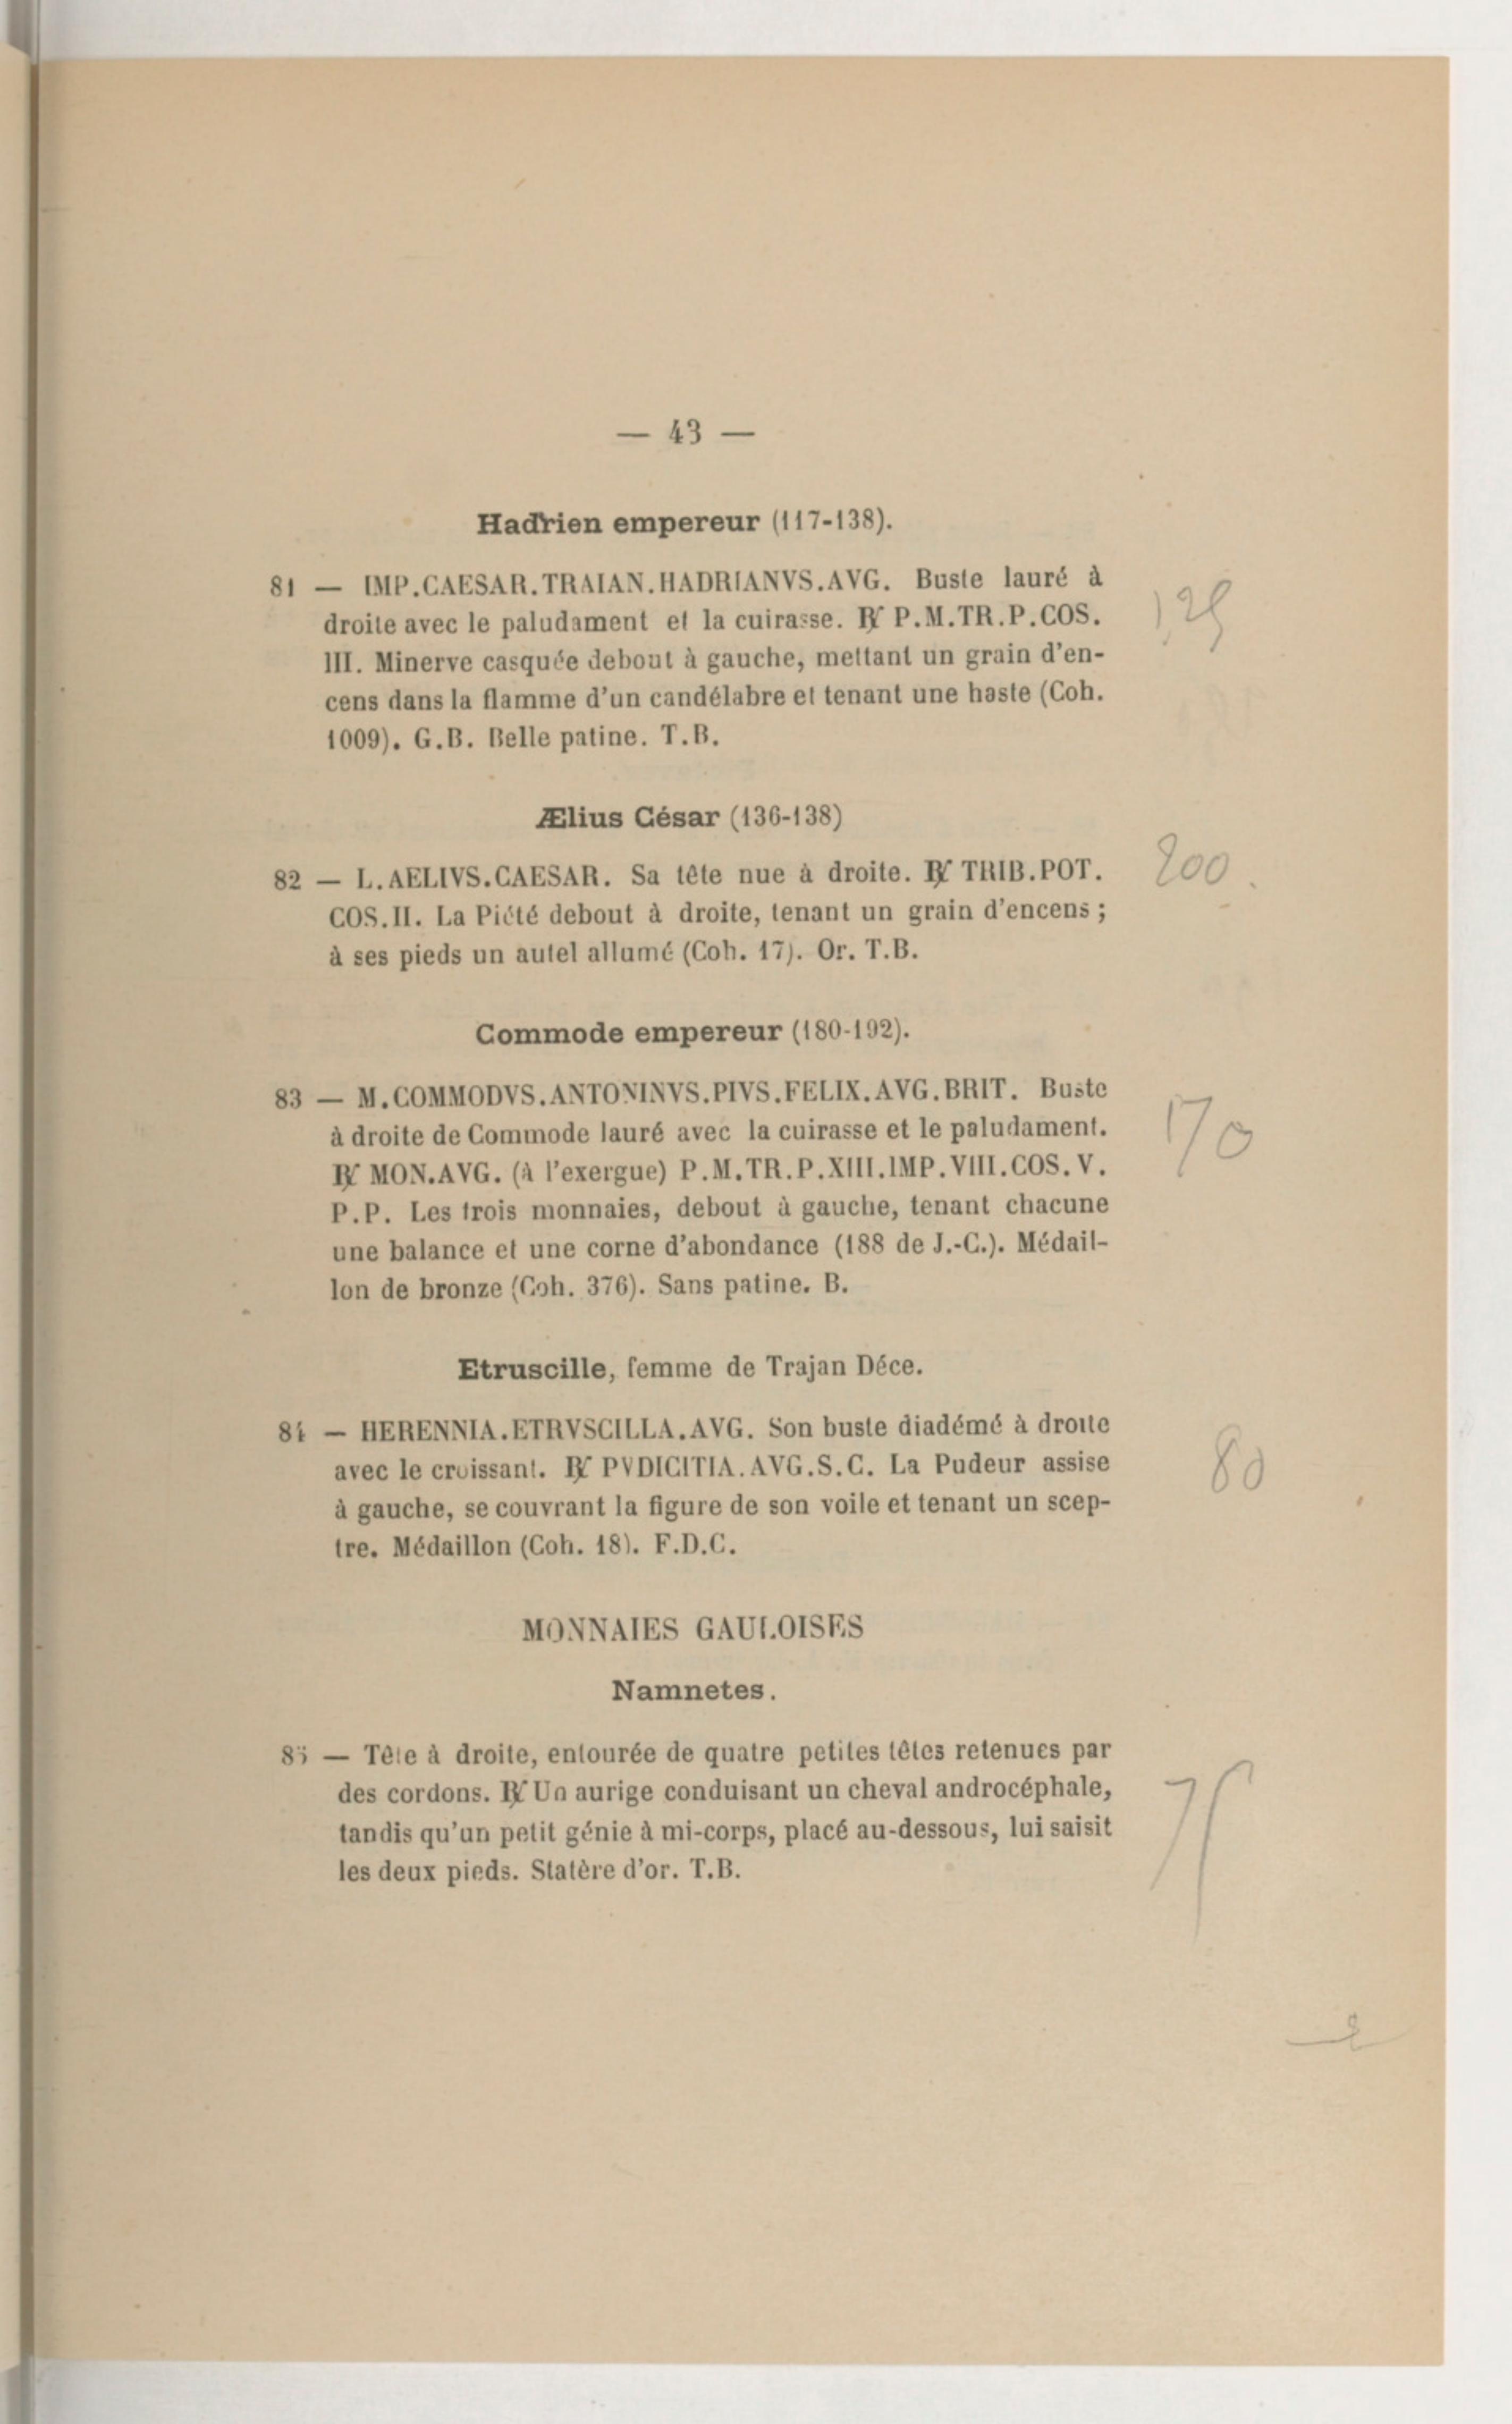 — 43 —
Hadrien empereur (117-138).
81 — IMP.CAESAR.TRAIAN.HADRIANVS.AVG. Buste lauré à
droite avec le paludament et la cuirasse. ℟ P.M.TR.P.COS.
III. Minerve casquée debout à gauche, mettant un grain d'en-
cens dans la flamme d'un candélabre et tenant une haste (Coh.
1009). G.B. Belle patine. T.B.
125
Ælius César (136-138)
82 — L.AELIVS.CAESAR. Sa tête nue à droite. ℟ TRIB.POT.
COS.II. La Piété debout à droite, tenant un grain d'encens ;
à ses pieds un autel allumé (Coh. 17). Or. T.B.
200.
Commode empereur (180-192).
83 — M.COMMODVS.ANTONINVS.PIVS.FELIX.AVG.BRIT. Buste
à droite de Commode lauré avec la cuirasse et le paludament.
℟ MON.AVG. (à l'exergue) P.M.TR.P.XIII.IMP.VIII.COS.V.
P.P. Les trois monnaies, debout à gauche, tenant chacune
une balance et une corne d'abondance (188 de J.-C.). Médail-
lon de bronze (Coh. 376). Sans patine. B.
170
Etruscille, femme de Trajan Déce.
84 — HERENNIA.ETRVSCILLA.AVG. Son buste diadémé à droite
avec le croissant. ℟ PVDICITIA.AVG.S.C. La Pudeur assise
à gauche, se couvrant la figure de son voile et tenant un scep-
tre. Médaillon (Coh. 18). F.D.C.
80
MONNAIES GAULOISES
Namnetes.
85 — Tête à droite, entourée de quatre petites têtes retenues par
des cordons. ℟ Un aurige conduisant un cheval androcéphale,
tandis qu'un petit génie à mi-corps, placé au-dessous, lui saisit
les deux pieds. Statère d'or. T.B.
75